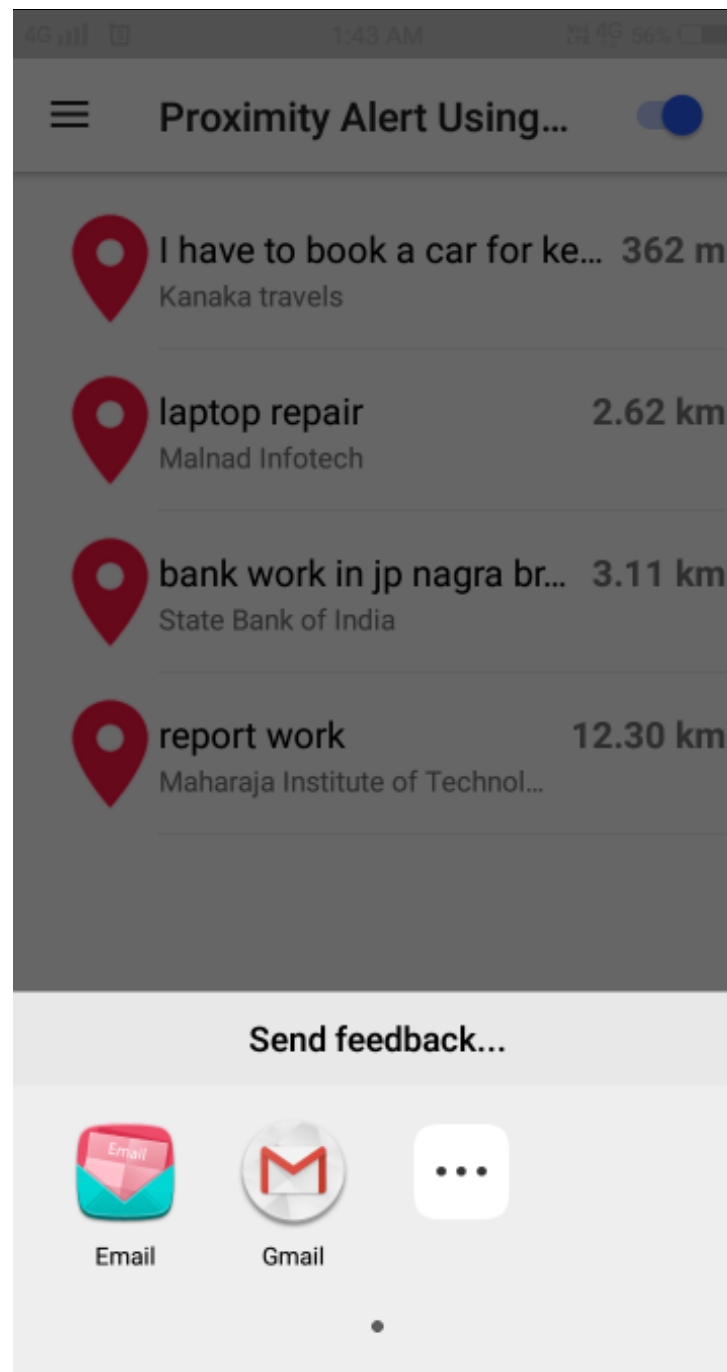 4G 1:43 AM 4G 56%
Proximity Alert Using...
I have to book a car for ke... 362 m
Kanaka travels
laptop repair 2.62 km
Malnad Infotech
bank work in jp nagra br... 3.11 km
State Bank of India
report work 12.30 km
Maharaja Institute of Technol...
Send feedback...
Email
Email Gmail